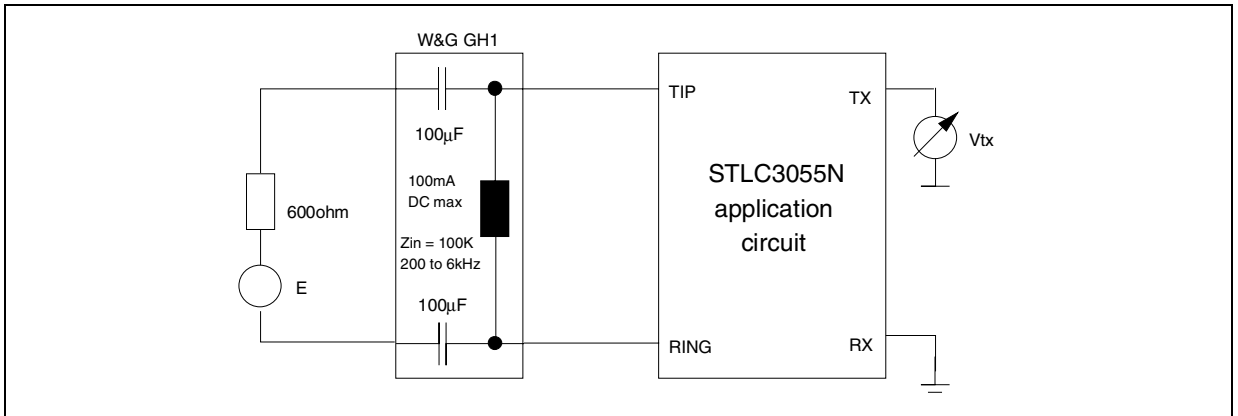 W&G GH1
TIP
TX
100μF
Vtx
STLC3055N
application
circuit
100mA
DC max
600ohm
Zin = 100K
200 to 6kHz
E
100μF
RING
RX